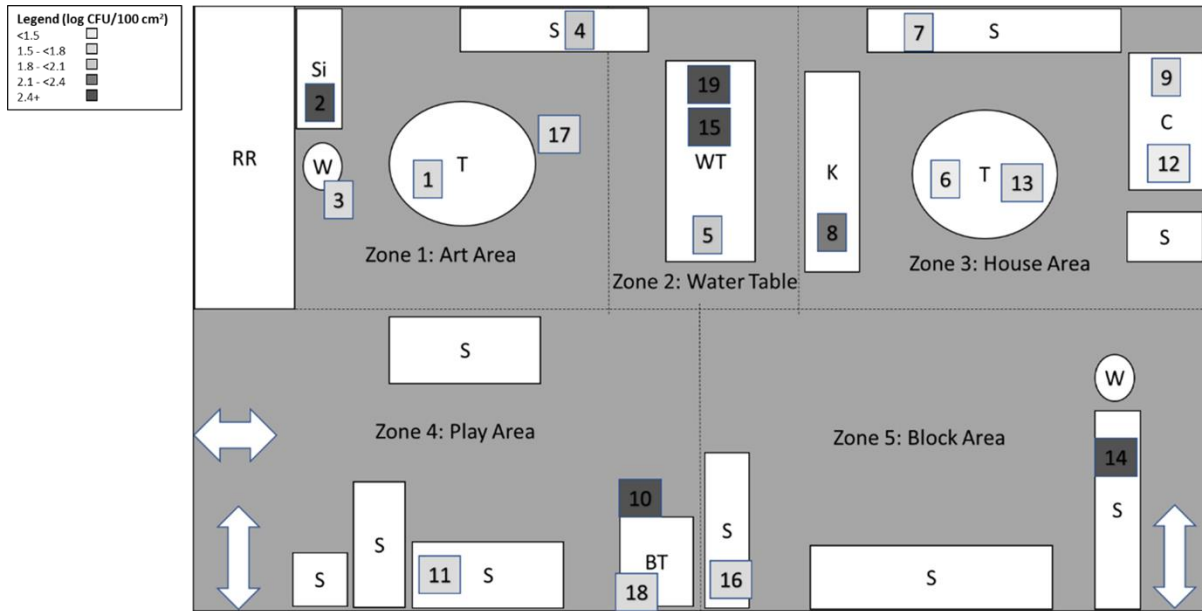 Legend (log CFU/100 cm²)
<1.5
1.5 - <1.8
1.8 - <2.1
2.1 - <2.4
2.4+
S 4
7 S
Si
2
19
9
15
C
17
RR
W
T
WT
K
12
1
6 T 13
3
5
8
S
Zone 1: Art Area
Zone 2: Water Table
Zone 3: House Area
S
W
Zone 4: Play Area
Zone 5: Block Area
14
10
S
S
S
BT
S
11 S
S
18
16
S